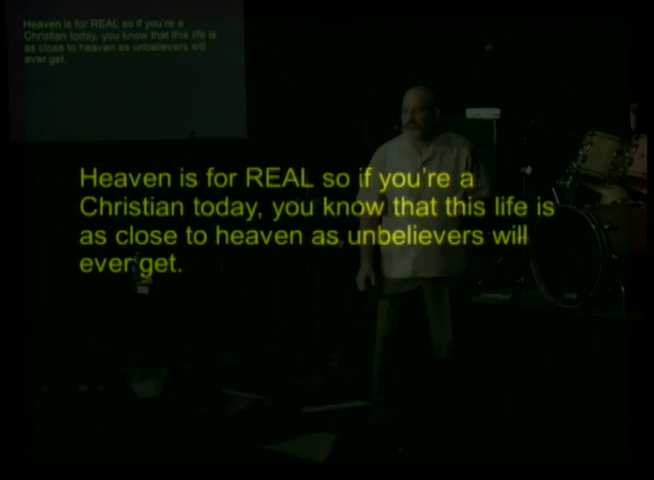 Heaven is for REAL so if you're a
Christian today, you know that this life is
as close to heaven as unbelievers will
ever get.
Heaven is for REAL so if you're a
Christian today, you know that this life is
as close to heaven as unbelievers will
ever get.